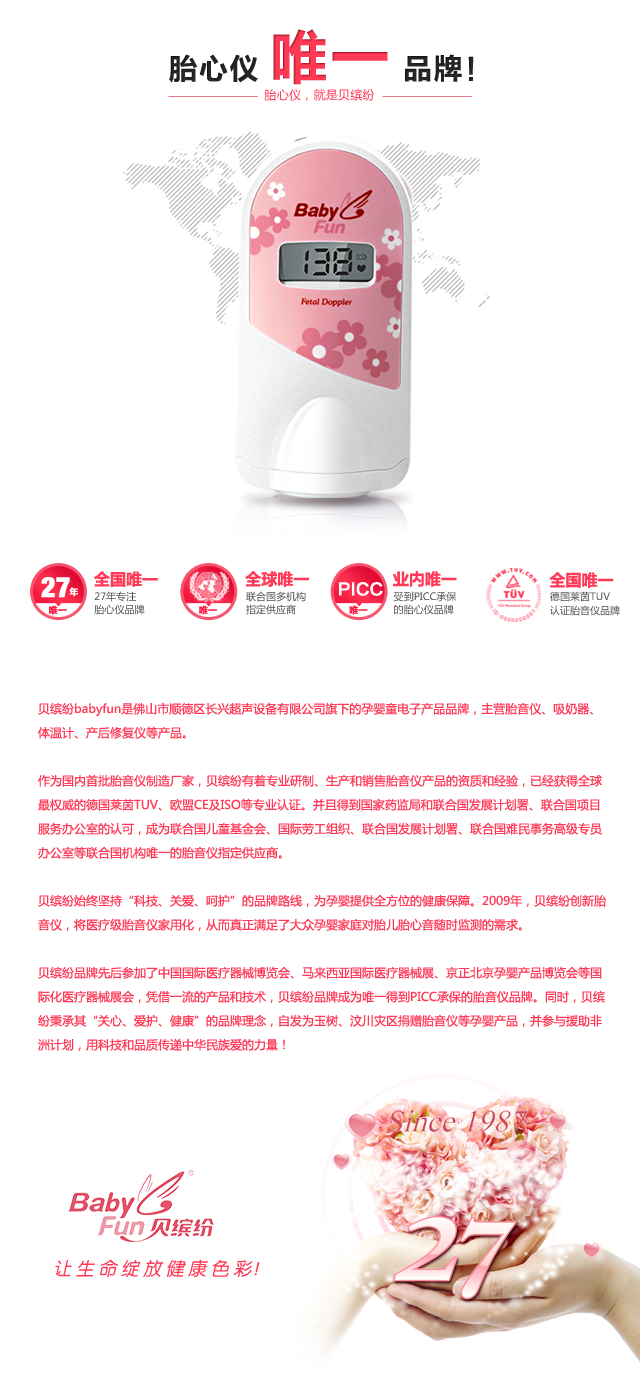 胎心仪 唯一 品牌!
胎心仪，就是贝缤纷
Baby
Fun
138
Fetal Doppler
27年
唯一
全国唯一
27年专注
胎心仪品牌
唯一
全球唯一
联合国多机构
指定供应商
PICC
唯一
业内唯一
受到PICC承保
的胎心仪品牌
WWW.TUV.COM
TÜV
全国唯一
德国莱茵TUV
认证胎音仪品牌
贝缤纷babyfun是佛山市顺德区长兴超声设备有限公司旗下的孕婴童电子产品品牌，主营胎音仪、吸奶器、
体温计、产后修复仪等产品。
作为国内首批胎音仪制造厂家，贝缤纷有着专业研制、生产和销售胎音仪产品的资质和经验，已经获得全球
最权威的德国莱茵TUV、欧盟CE及ISO等专业认证。并且得到国家药监局和联合国发展计划署、联合国项目
服务办公室的认可，成为联合国儿童基金会、国际劳工组织、联合国发展计划署、联合国难民事务高级专员
办公室等联合国机构唯一的胎音仪指定供应商。
贝缤纷始终坚持“科技、关爱、呵护”的品牌路线，为孕婴提供全方位的健康保障。2009年，贝缤纷创新胎
音仪，将医疗级胎音仪家用化，从而真正满足了大众孕婴家庭对胎儿胎心音随时监测的需求。
贝缤纷品牌先后参加了中国国际医疗器械博览会、马来西亚国际医疗器械展、京正北京孕婴产品博览会等国
际化医疗器械展会，凭借一流的产品和技术，贝缤纷品牌成为唯一得到PICC承保的胎音仪品牌。同时，贝缤
纷秉承其“关心、爱护、健康”的品牌理念，自发为玉树、汶川灾区捐赠胎音仪等孕婴产品，并参与援助非
洲计划，用科技和品质传递中华民族爱的力量！
Since 1987
27
Baby
Fun 贝缤纷
®
让生命绽放健康色彩!